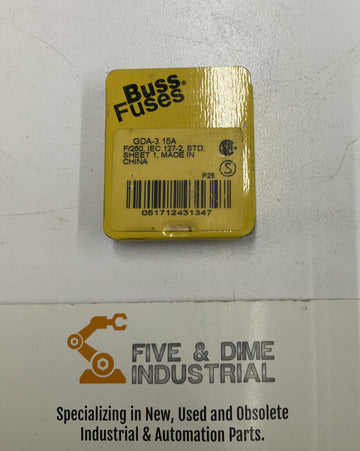 Buss®
Fuses
GDA-3.15A
F/250, IEC 127-2, STD.
SHEET 1, MADE IN
CHINA
P25
051712431347
FIVE & DIME
INDUSTRIAL
Specializing in New, Used and Obsolete
Industrial & Automation Parts.